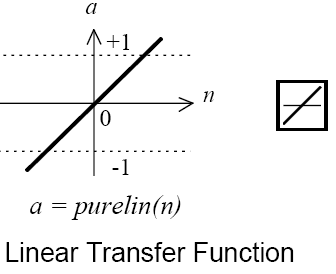 a
+1
n
0
-1
a = purelin(n)
Linear Transfer Function